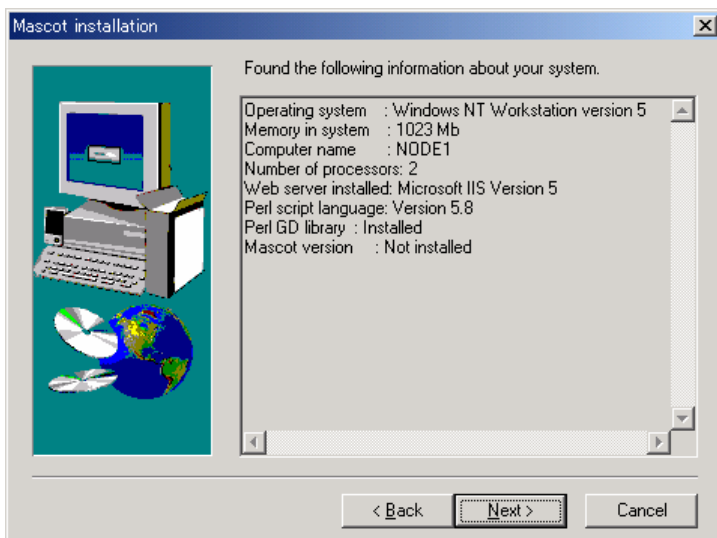 Mascot installation
Found the following information about your system.
Operating system : Windows NT Workstation version 5
Memory in system : 1023 Mb
Computer name : NODE1
Number of processors: 2
Web server installed: Microsoft IIS Version 5
Perl script language: Version 5.8
Perl GD library : Installed
Mascot version : Not installed
< Back Next > Cancel